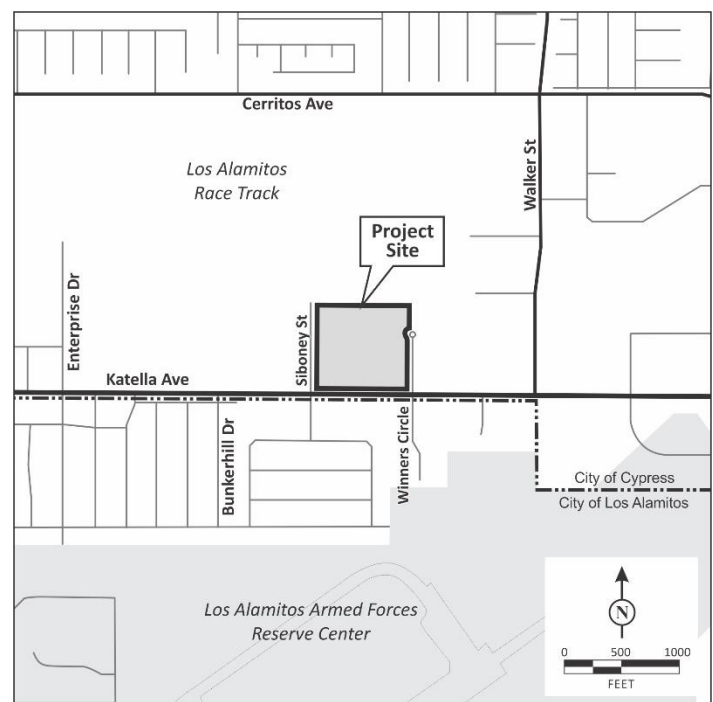 Cerritos Ave
Los Alamitos
Race Track
Walker St
Project
Site
Enterprise Dr
Siboney St
Katella Ave
Bunkerhill Dr
Winners Circle
City of Cypress
City of Los Alamitos
Los Alamitos Armed Forces
Reserve Center
N
0 500 1000
FEET